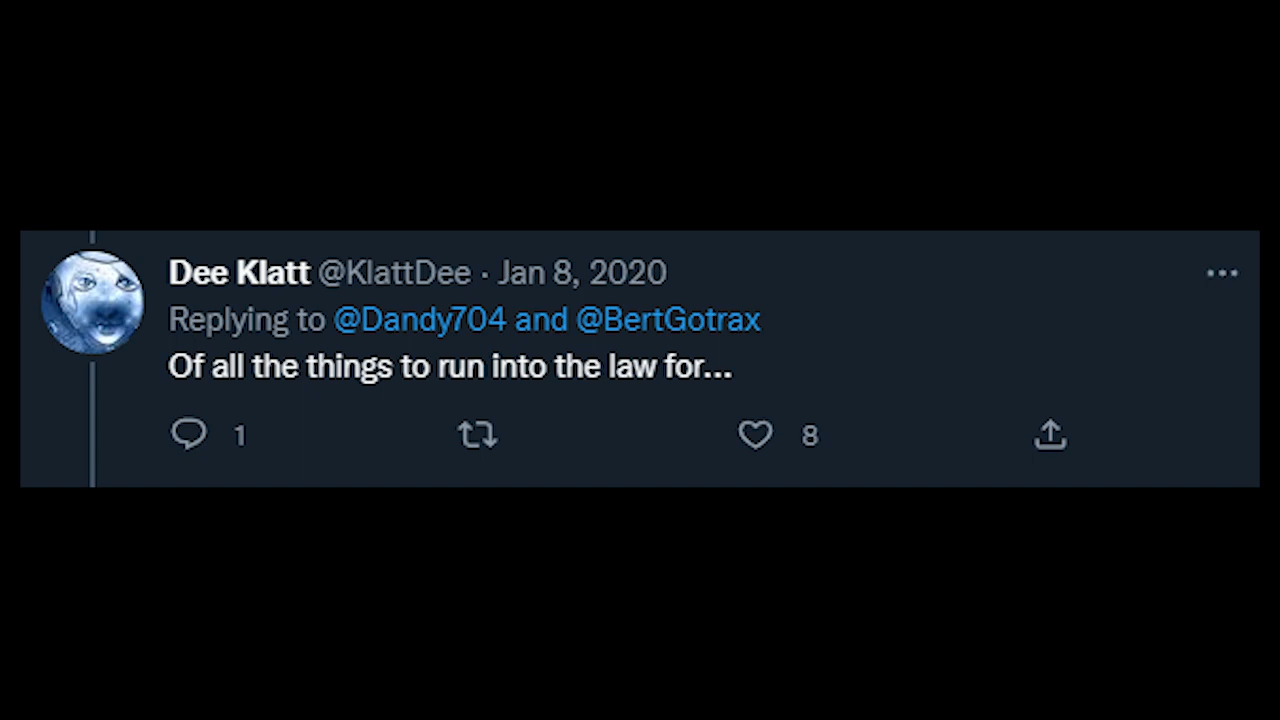 Dee Klatt @KlattDee · Jan 8, 2020
Replying to @Dandy704 and @BertGotrax
Of all the things to run into the law for...
1 8